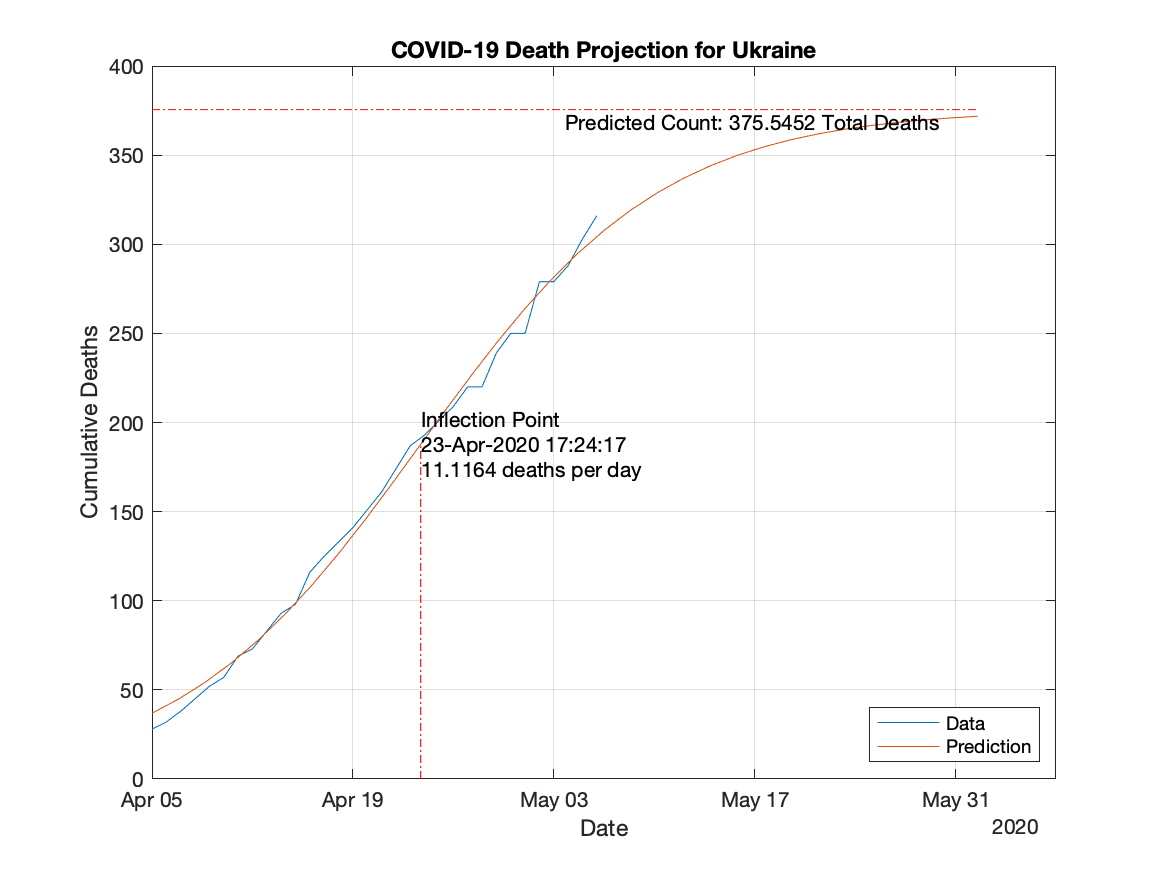 COVID-19 Death Projection for Ukraine
400
Predicted Count: 375.5452 Total Deaths
350
300
250
Inflection Point
200
23-Apr-2020 17:24:17
11.1164 deaths per day
150
100
50
0
Cumulative Deaths
Data
Prediction
Apr 05 Apr 19 May 03 May 17 May 31
Date
2020